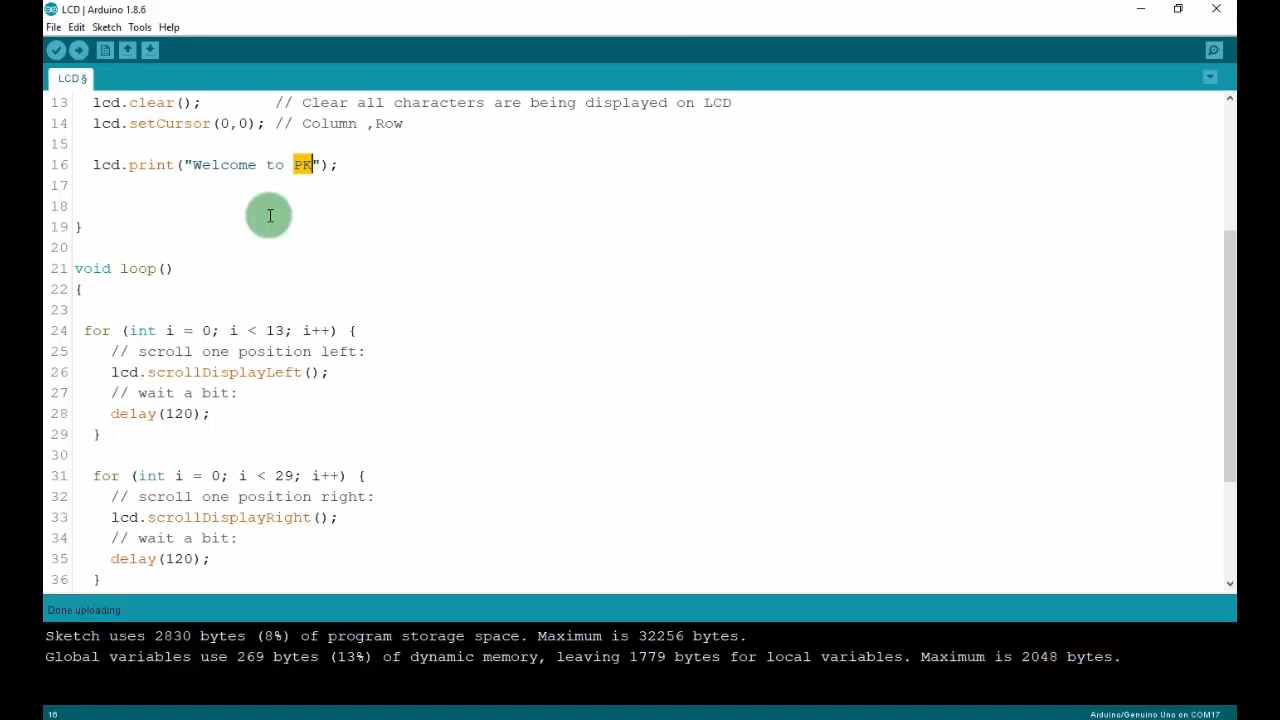 LCD | Arduino 1.8.6
File Edit Sketch Tools Help
LCD §
13 lcd.clear(); // Clear all characters are being displayed on LCD
14 lcd.setCursor(0,0); // Column ,Row
15
16 lcd.print("Welcome to PK");
17
18
19 }
20
21 void loop()
22 {
23
24 for (int i = 0; i < 13; i++) {
25 // scroll one position left:
26 lcd.scrollDisplayLeft();
27 // wait a bit:
28 delay(120);
29 }
30
31 for (int i = 0; i < 29; i++) {
32 // scroll one position right:
33 lcd.scrollDisplayRight();
34 // wait a bit:
35 delay(120);
36 }
Done uploading.
Sketch uses 2830 bytes (8%) of program storage space. Maximum is 32256 bytes.
Global variables use 269 bytes (13%) of dynamic memory, leaving 1779 bytes for local variables. Maximum is 2048 bytes.
16 Arduino/Genuino Uno on COM17